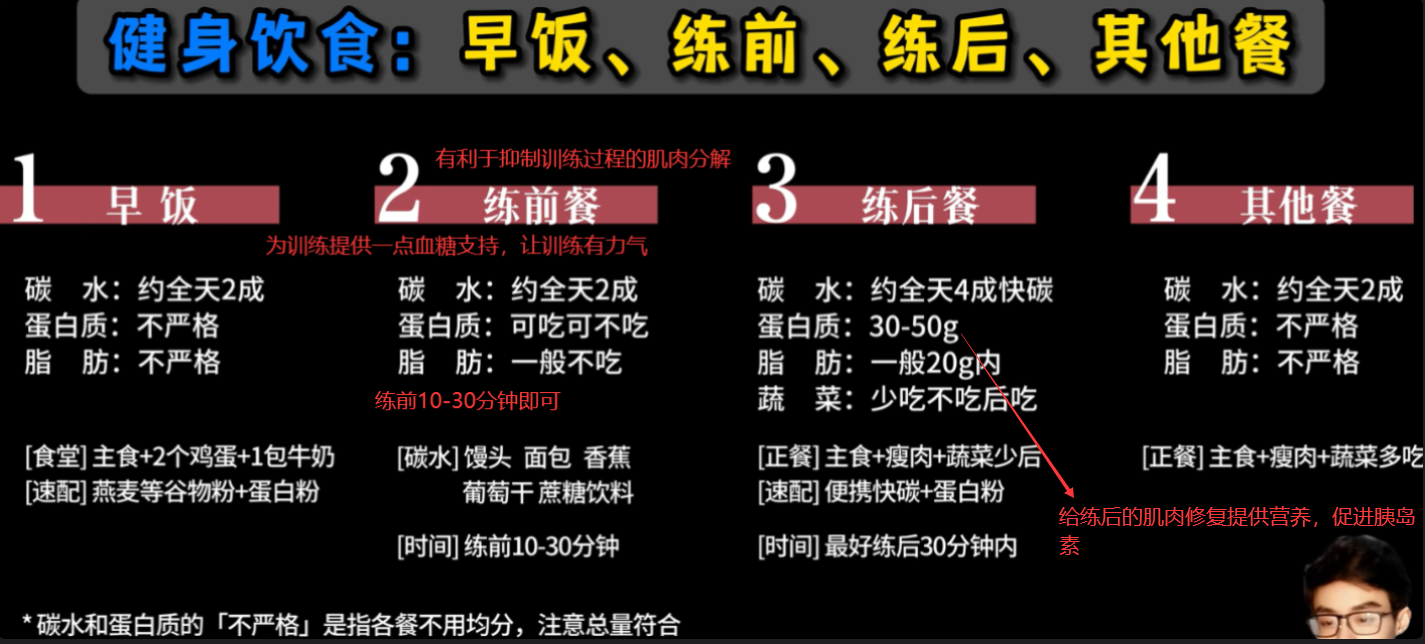 健身饮食：早饭、练前、练后、其他餐
1 早饭
有利于抑制训练过程的肌肉分解
2 练前餐
为训练提供一点血糖支持，让训练有力气
3 练后餐
4 其他餐
碳 水：约全天2成
蛋白质：不严格
脂 肪：不严格
[食堂] 主食+2个鸡蛋+1包牛奶
[速配] 燕麦等谷物粉+蛋白粉
碳 水：约全天2成
蛋白质：可吃可不吃
脂 肪：一般不吃
练前10-30分钟即可
[碳水] 馒头 面包 香蕉
葡萄干 蔗糖饮料
[时间] 练前10-30分钟
碳 水：约全天4成快碳
蛋白质：30-50g
脂 肪：一般20g内
蔬 菜：少吃不吃后吃
[正餐] 主食+瘦肉+蔬菜少后
[速配] 便携快碳+蛋白粉
[时间] 最好练后30分钟内
碳 水：约全天2成
蛋白质：不严格
脂 肪：不严格
[正餐] 主食+瘦肉+蔬菜多吃
给练后的肌肉修复提供营养，促进胰岛
素
* 碳水和蛋白质的「不严格」是指各餐不用均分，注意总量符合